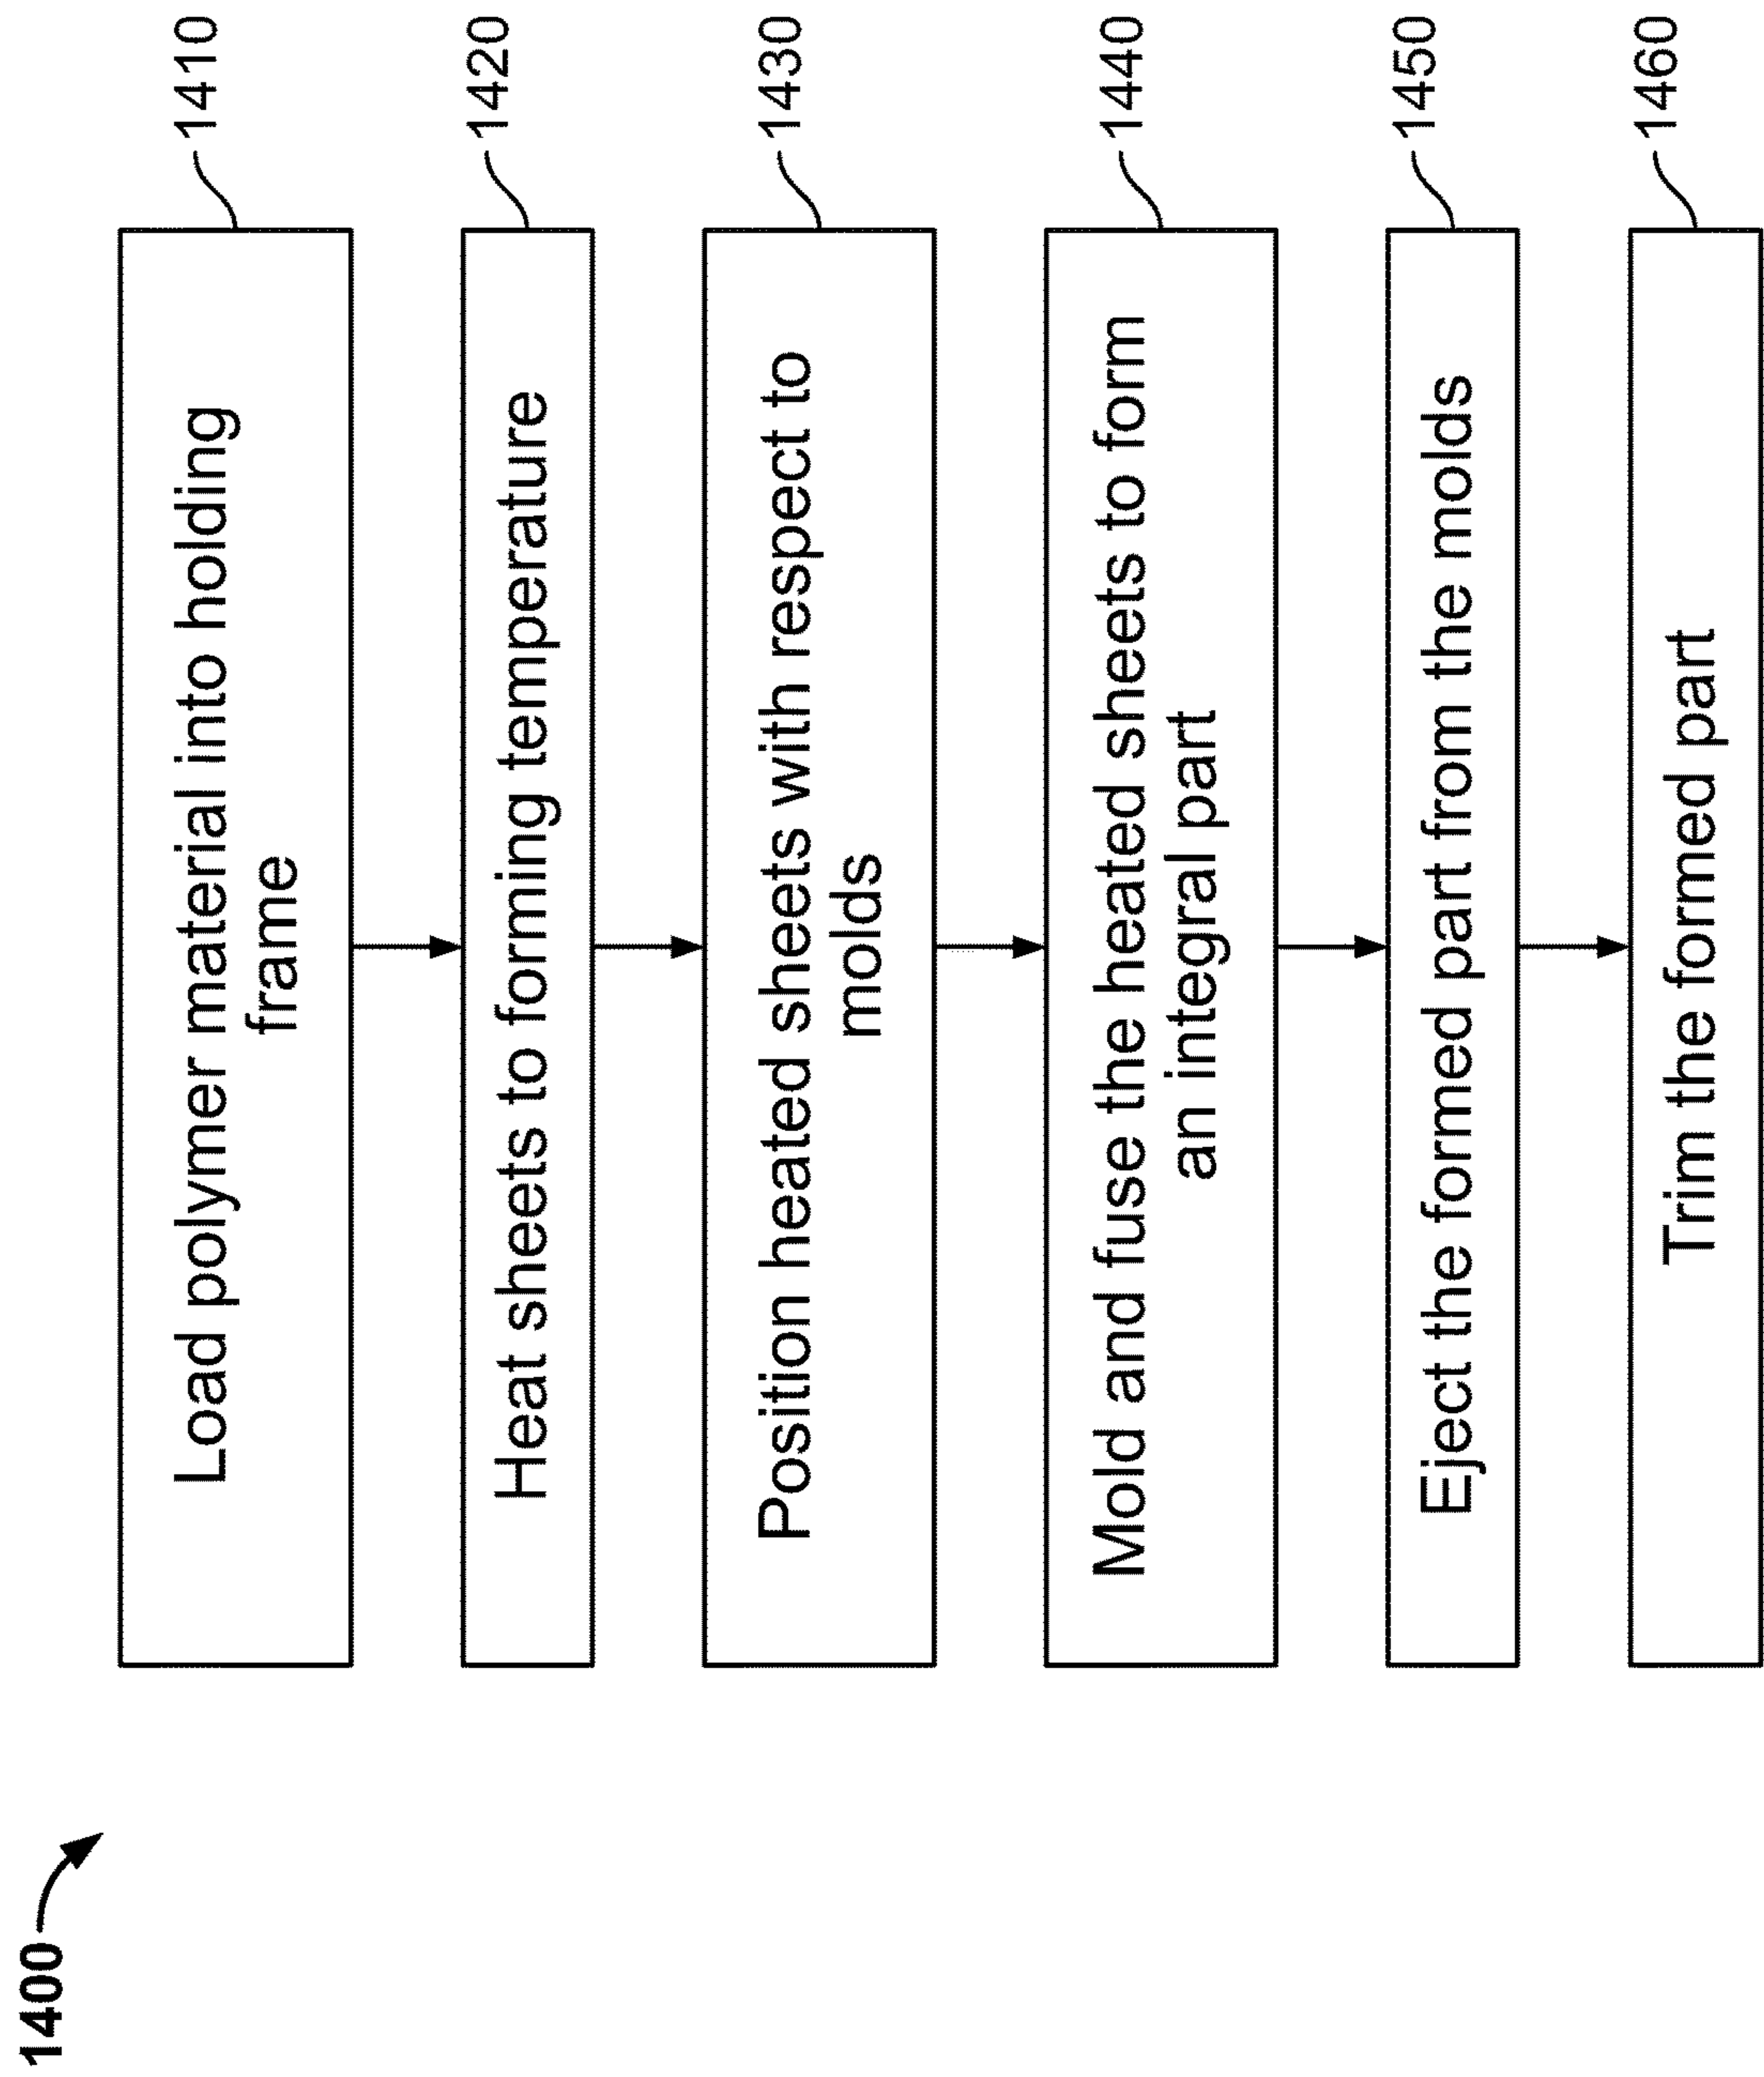 1400
Load polymer material into holding
frame
1410
Heat sheets to forming temperature
1420
Position heated sheets with respect to
molds
1430
Mold and fuse the heated sheets to form
an integral part
1440
Eject the formed part from the molds
1450
Trim the formed part
1460